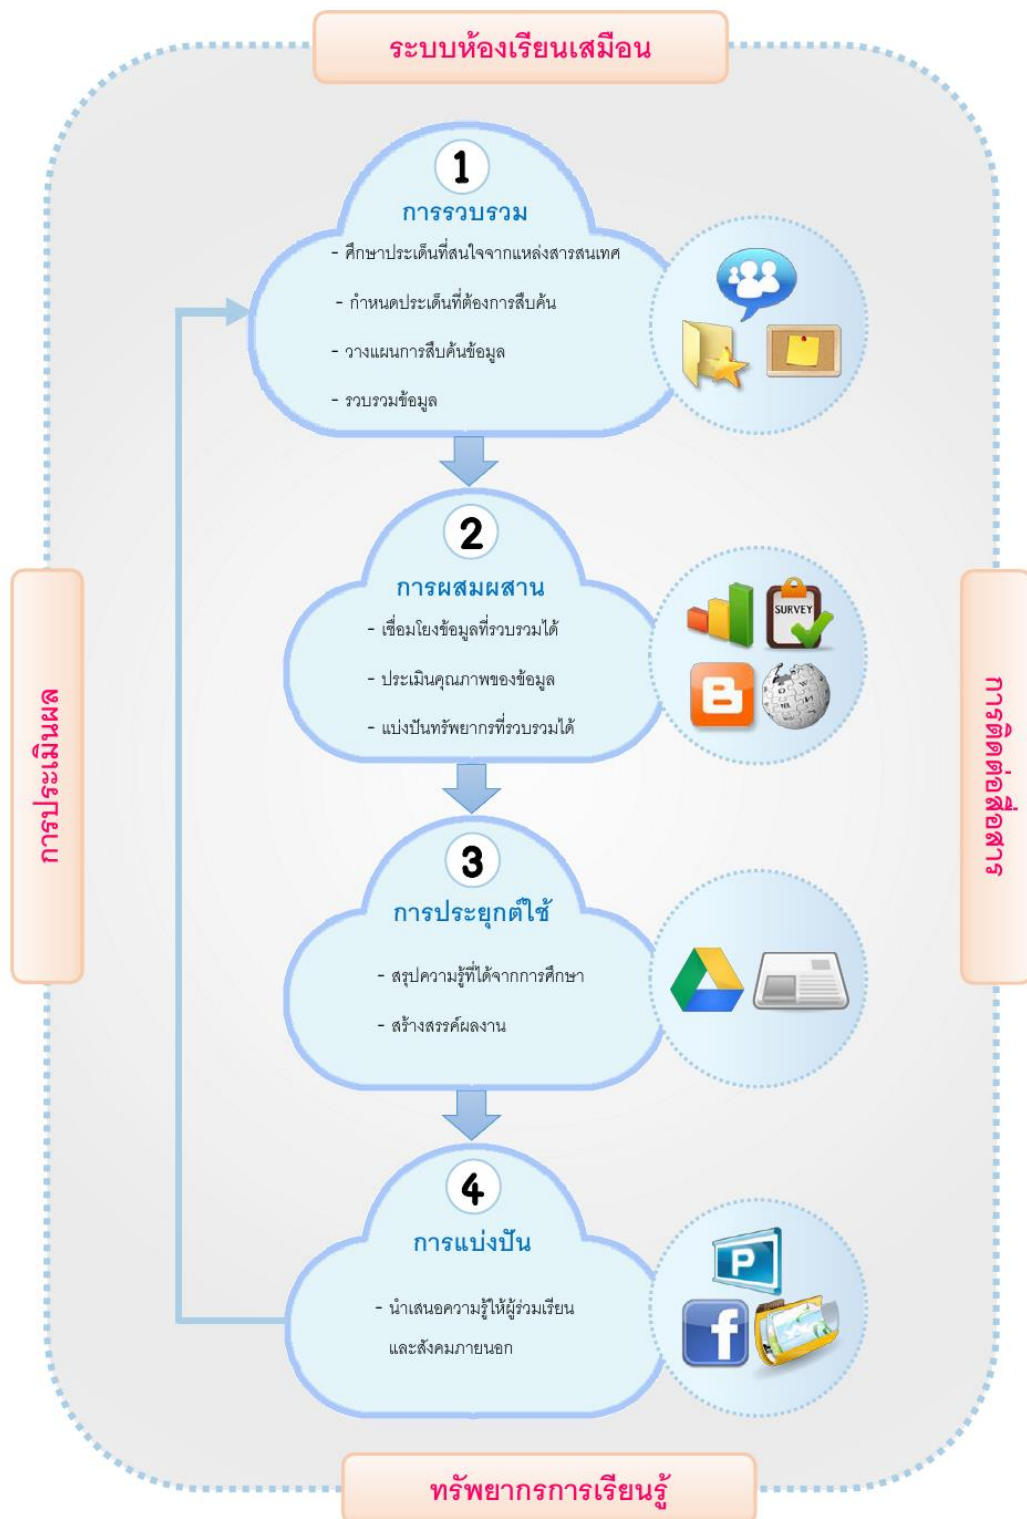 ระบบห้องเรียนเสมือน
1
การรวบรวม
- ศึกษาประเด็นที่สนใจจากแหล่งสารสนเทศ
- กำหนดประเด็นที่ต้องการสืบค้น
- วางแผนการสืบค้นข้อมูล
- รวบรวมข้อมูล
2
การผสมผสาน
- เชื่อมโยงข้อมูลที่รวบรวมได้
- ประเมินคุณภาพของข้อมูล
- แบ่งปันทรัพยากรที่รวบรวมได้
SURVEY
การประเมินผล
การติดต่อสื่อสาร
3
การประยุกต์ใช้
- สรุปความรู้ที่ได้จากการศึกษา
- สร้างสรรค์ผลงาน
4
การแบ่งปัน
- นำเสนอความรู้ให้ผู้ร่วมเรียน
และสังคมภายนอก
P
f
ทรัพยากรการเรียนรู้